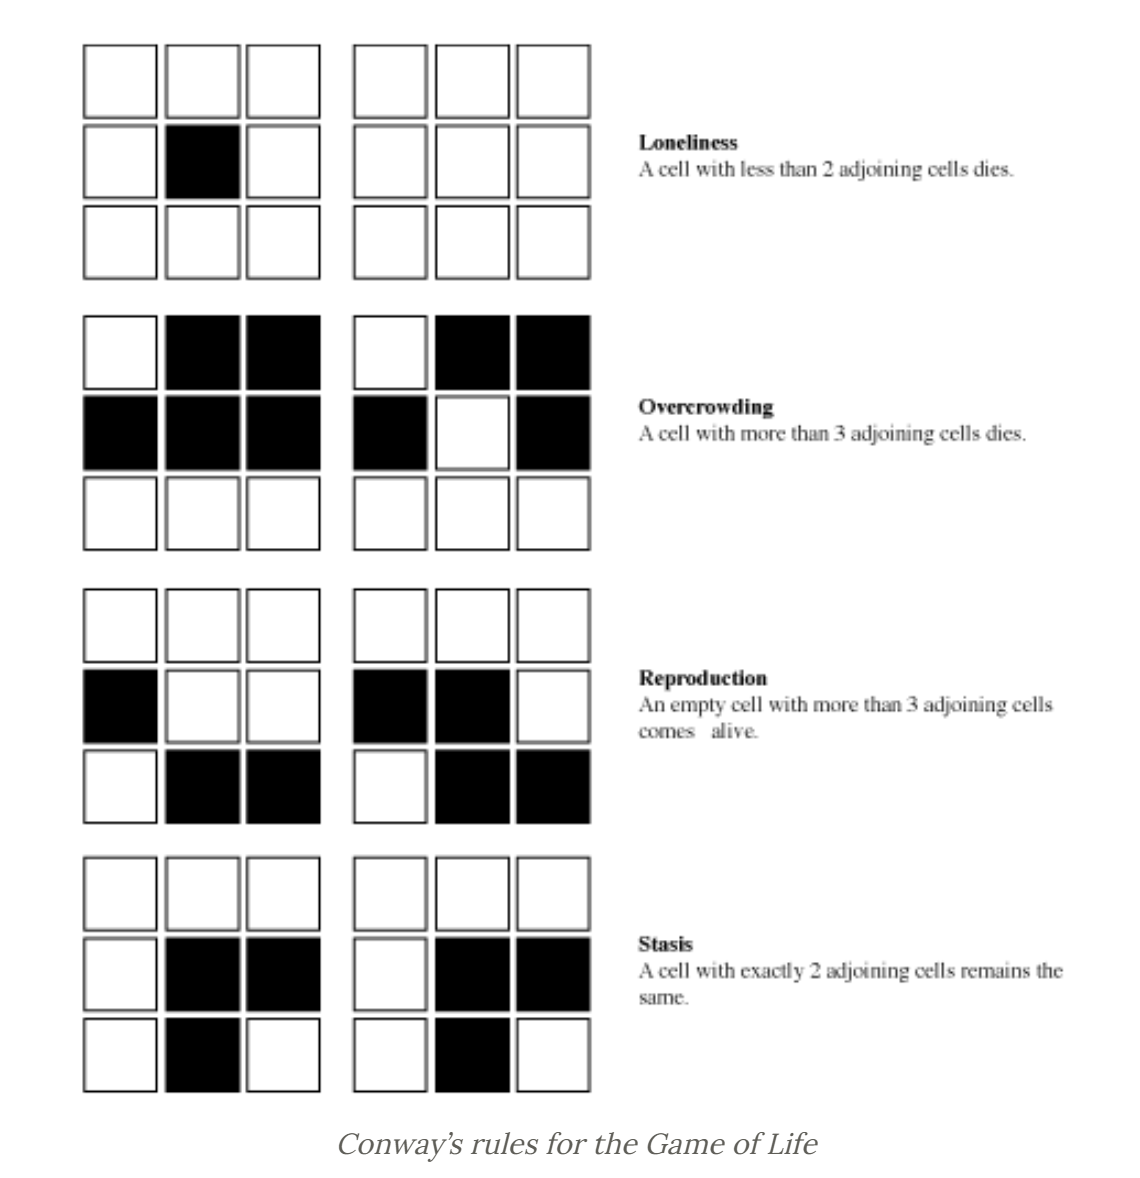 Loneliness
A cell with less than 2 adjoining cells dies.
Overcrowding
A cell with more than 3 adjoining cells dies.
Reproduction
An empty cell with more than 3 adjoining cells
comes alive.
Stasis
A cell with exactly 2 adjoining cells remains the
same.
Conway’s rules for the Game of Life